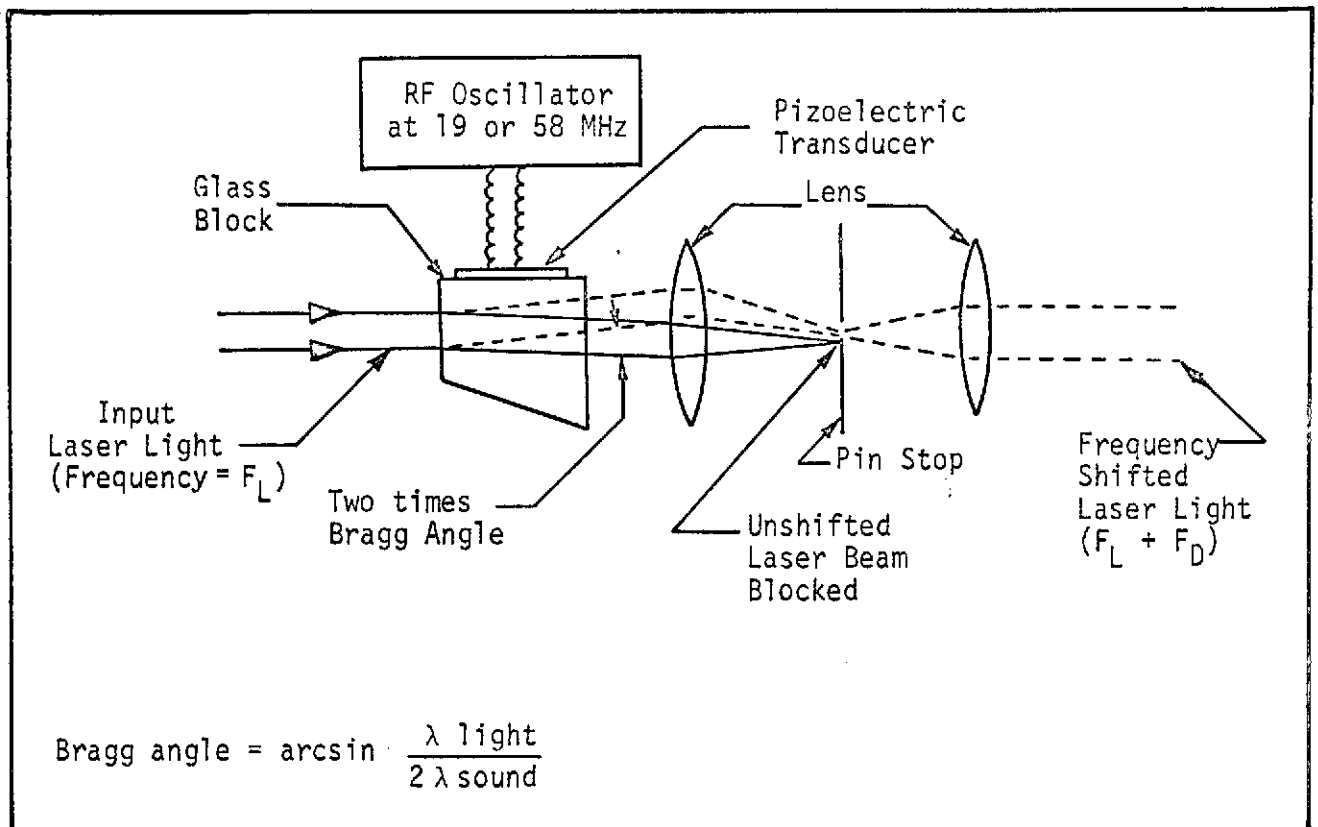 RF Oscillator
at 19 or 58 MHz
Pizoelectric
Transducer
Glass
Block
Lens
Input
Laser Light
(Frequency = F_L)
Two times
Bragg Angle
Pin Stop
Unshifted
Laser Beam
Blocked
Frequency
Shifted
Laser Light
(F_L + F_D)
Bragg angle = arcsin λ light / 2 λ sound